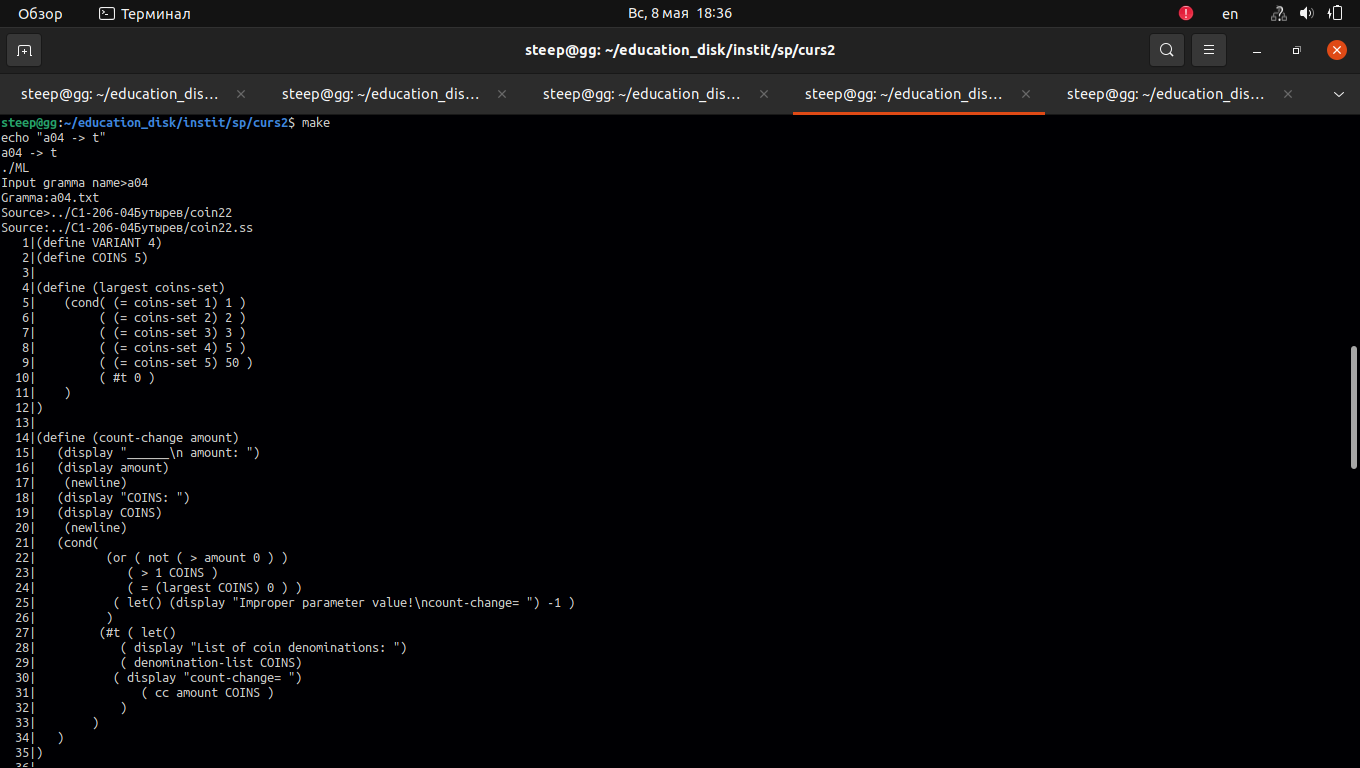 Обзор Терминал Вс, 8 мая 18:36 en
steep@gg: ~/education_disk/instit/sp/curs2
steep@gg: ~/education_dis… steep@gg: ~/education_dis… steep@gg: ~/education_dis… steep@gg: ~/education_dis… steep@gg: ~/education_dis…
steep@gg:~/education_disk/instit/sp/curs2$ make
echo "a04 -> t"
a04 -> t
./ML
Input gramma name>a04
Gramma:a04.txt
Source>../С1-206-04Бутырев/coin22
Source:../С1-206-04Бутырев/coin22.ss
   1|(define VARIANT 4)
   2|(define COINS 5)
   3|
   4|(define (largest coins-set)
   5|    (cond( (= coins-set 1) 1 )
   6|         ( (= coins-set 2) 2 )
   7|         ( (= coins-set 3) 3 )
   8|         ( (= coins-set 4) 5 )
   9|         ( (= coins-set 5) 50 )
  10|         ( #t 0 )
  11|    )
  12|)
  13|
  14|(define (count-change amount)
  15|   (display "______\n amount: ")
  16|   (display amount)
  17|    (newline)
  18|   (display "COINS: ")
  19|   (display COINS)
  20|    (newline)
  21|   (cond(
  22|          (or ( not ( > amount 0 ) )
  23|             ( > 1 COINS )
  24|             ( = (largest COINS) 0 ) )
  25|           ( let() (display "Improper parameter value!\ncount-change= ") -1 )
  26|          )
  27|         (#t ( let()
  28|            ( display "List of coin denominations: ")
  29|            ( denomination-list COINS)
  30|           ( display "count-change= ")
  31|               ( cc amount COINS )
  32|            )
  33|        )
  34|   )
  35|)
  36|